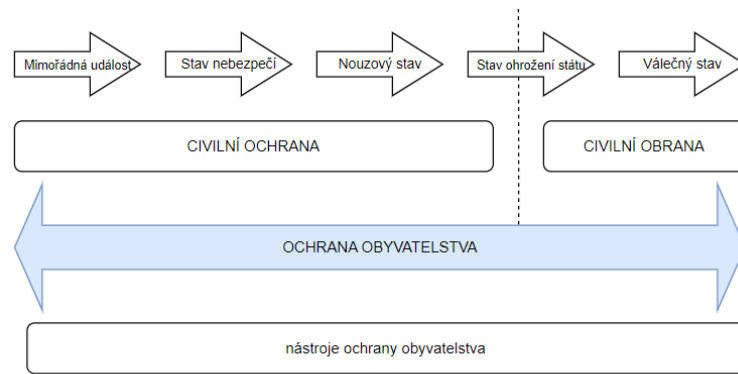 Mimořádná událost
Stav nebezpečí
Nouzový stav
Stav ohrožení státu
Válečný stav
CIVILNÍ OCHRANA
CIVILNÍ OBRANA
OCHRANA OBYVATELSTVA
nástroje ochrany obyvatelstva